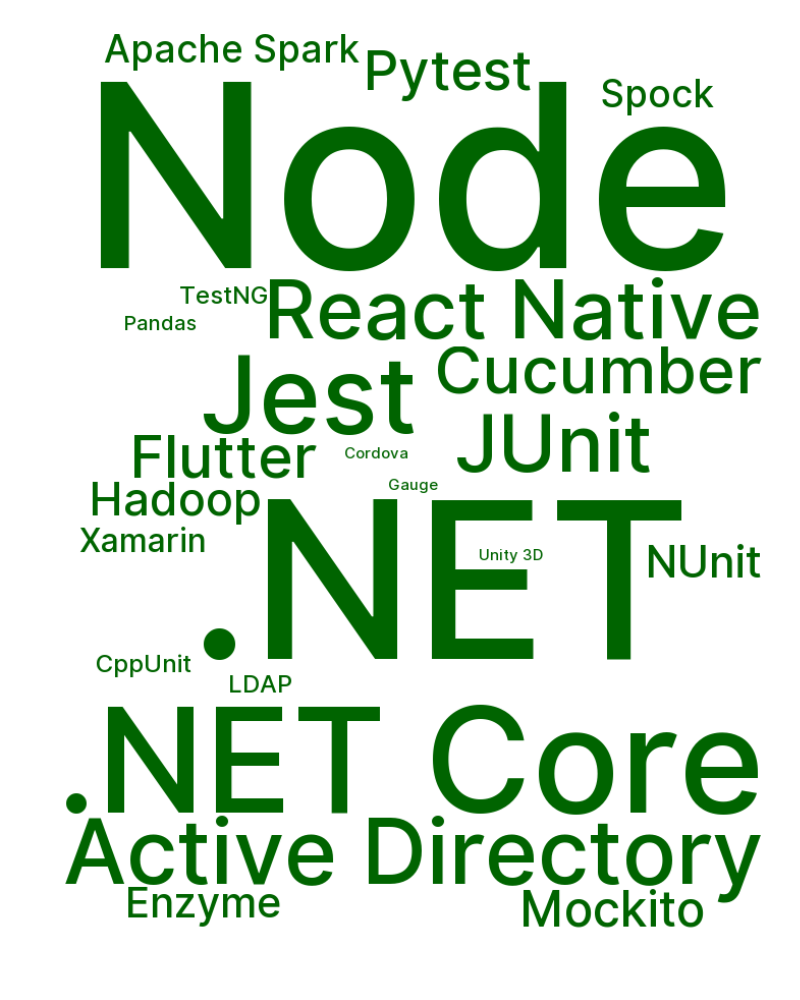 Apache Spark
Pytest
Spock
Node
TestNG
React Native
Pandas
Cucumber
Jest
JUnit
Flutter
Cordova
Gauge
Hadoop
Xamarin
.NET
Unity 3D
NUnit
CppUnit
LDAP
.NET Core
Active Directory
Enzyme
Mockito